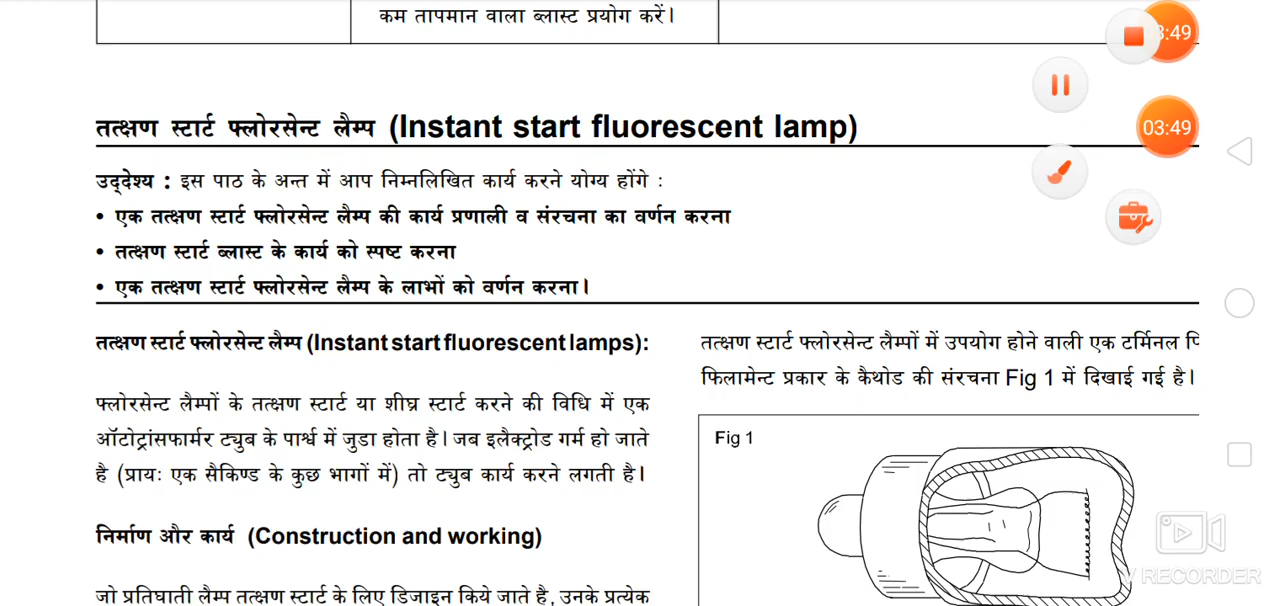 कम तापमान वाला ब्लास्ट प्रयोग करें।
:49
03:49
तत्क्षण स्टार्ट फ्लोरसेन्ट लैम्प (Instant start fluorescent lamp)
उद्देश्य : इस पाठ के अन्त में आप निम्नलिखित कार्य करने योग्य होंगे :
• एक तत्क्षण स्टार्ट फ्लोरसेन्ट लैम्प की कार्य प्रणाली व संरचना का वर्णन करना
• तत्क्षण स्टार्ट ब्लास्ट के कार्य को स्पष्ट करना
• एक तत्क्षण स्टार्ट फ्लोरसेन्ट लैम्प के लाभों को वर्णन करना।
तत्क्षण स्टार्ट फ्लोरसेन्ट लैम्प (Instant start fluorescent lamps):
फ्लोरसेन्ट लैम्पों के तत्क्षण स्टार्ट या शीघ्र स्टार्ट करने की विधि में एक
ऑटोट्रांसफार्मर ट्युब के पार्श्व में जुडा होता है। जब इलैक्ट्रोड गर्म हो जाते
है (प्रायः एक सैकिण्ड के कुछ भागों में) तो ट्युब कार्य करने लगती है।
निर्माण और कार्य (Construction and working)
जो प्रतिघाती लैम्प तत्क्षण स्टार्ट के लिए डिजाइन किये जाते है, उनके प्रत्येक
तत्क्षण स्टार्ट फ्लोरसेन्ट लैम्पों में उपयोग होने वाली एक टर्मिनल
फिलामेन्ट प्रकार के कैथोड की संरचना Fig 1 में दिखाई गई है।
Fig 1
V RECORDER